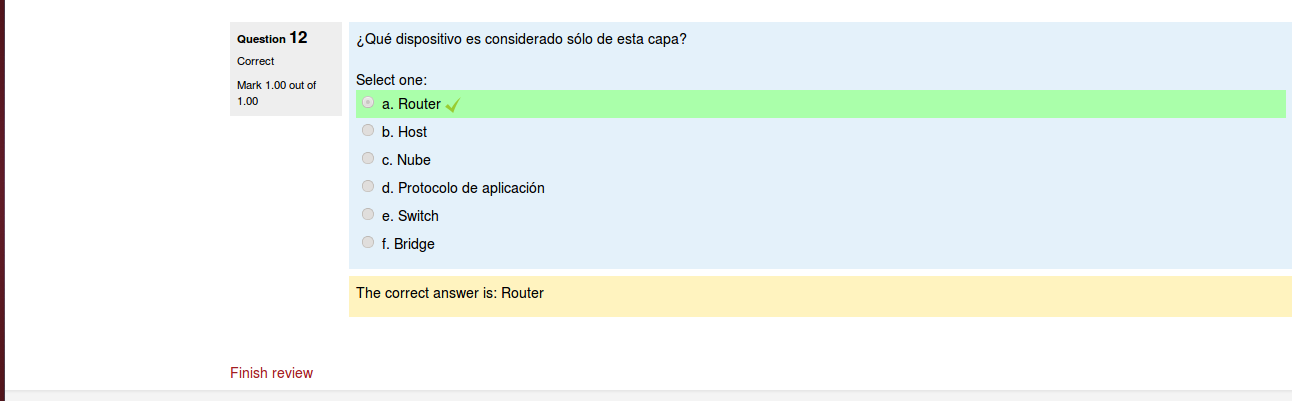 Question 12
Correct
Mark 1.00 out of
1.00
¿Qué dispositivo es considerado sólo de esta capa?
Select one:
a. Router
b. Host
c. Nube
d. Protocolo de aplicación
e. Switch
f. Bridge
The correct answer is: Router
Finish review